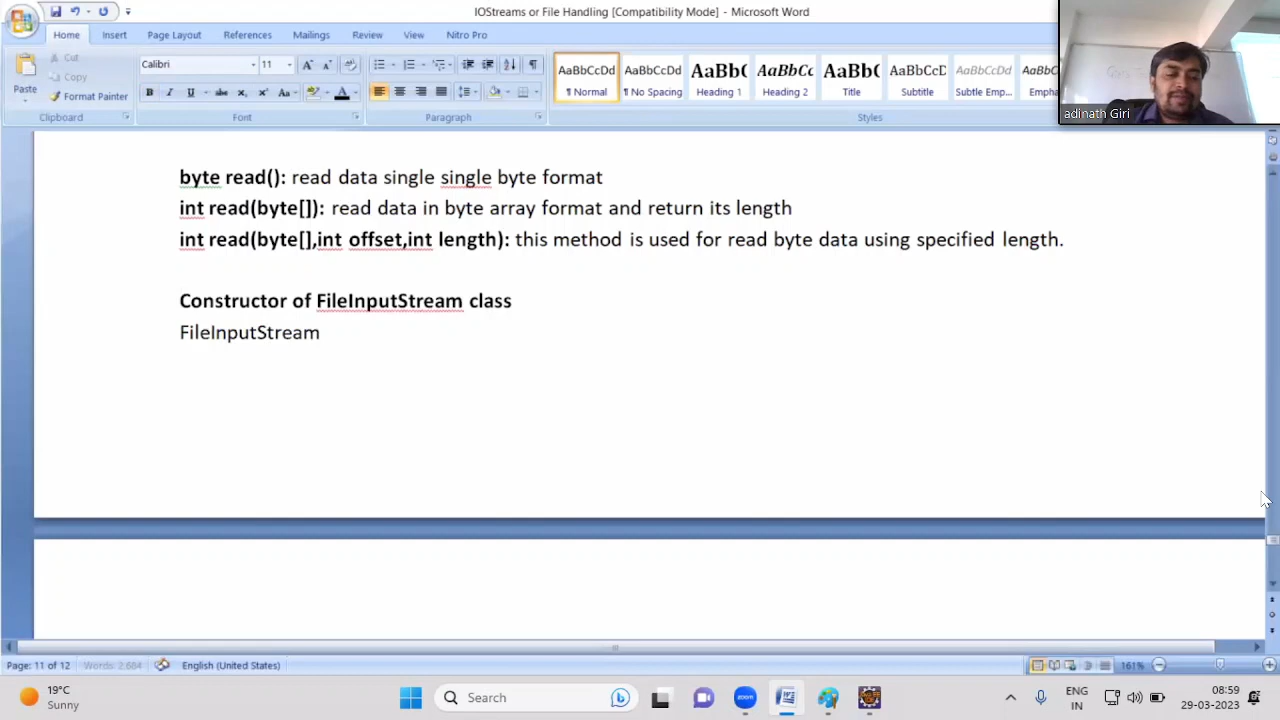 IOStreams or File Handling [Compatibility Mode] - Microsoft Word
Home Insert Page Layout References Mailings Review View Nitro Pro
Paste
Cut
Copy
Format Painter
Clipboard
Calibri 11
Font
Paragraph
AaBbCcDd AaBbCcDd AaBb( AaBbCc AaBb( AaBbCcD AaBbCcDd AaBbC
¶ Normal ¶ No Spacing Heading 1 Heading 2 Title Subtitle Subtle Emp... Empha
Styles
adinath Giri
byte read(): read data single single byte format
int read(byte[]): read data in byte array format and return its length
int read(byte[],int offset,int length): this method is used for read byte data using specified length.
Constructor of FileInputStream class
FileInputStream
Page: 11 of 12 Words: 2,684 English (United States) 161%
19°C
Sunny
Search
zoom
ENG
IN
08:59
29-03-2023